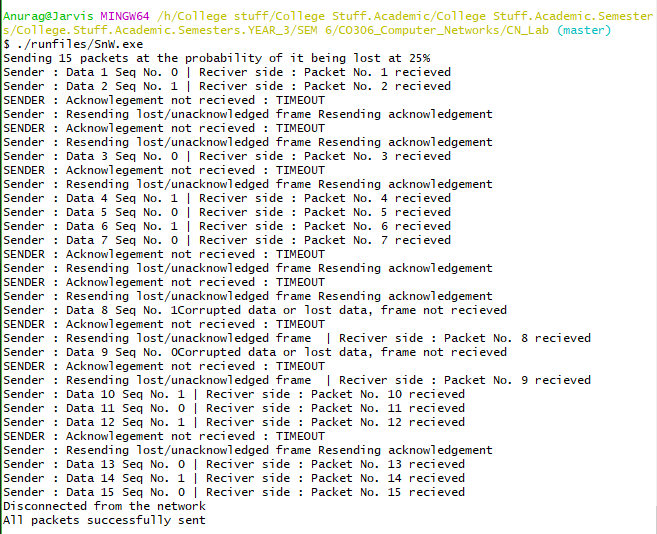 Anurag@Jarvis MINGW64 /h/College stuff/College Stuff.Academic/College Stuff.Academic.Semester
s/College.Stuff.Academic.Semesters.YEAR_3/SEM 6/CO306_Computer_Networks/CN_Lab (master)
$ ./runfiles/SnW.exe
Sending 15 packets at the probability of it being lost at 25%
Sender : Data 1 Seq No. 0 | Reciver side : Packet No. 1 recieved
Sender : Data 2 Seq No. 1 | Reciver side : Packet No. 2 recieved
SENDER : Acknowlegement not recieved : TIMEOUT
Sender : Resending lost/unacknowledged frame Resending acknowledgement
SENDER : Acknowlegement not recieved : TIMEOUT
Sender : Resending lost/unacknowledged frame Resending acknowledgement
Sender : Data 3 Seq No. 0 | Reciver side : Packet No. 3 recieved
SENDER : Acknowlegement not recieved : TIMEOUT
Sender : Resending lost/unacknowledged frame Resending acknowledgement
Sender : Data 4 Seq No. 1 | Reciver side : Packet No. 4 recieved
Sender : Data 5 Seq No. 0 | Reciver side : Packet No. 5 recieved
Sender : Data 6 Seq No. 1 | Reciver side : Packet No. 6 recieved
Sender : Data 7 Seq No. 0 | Reciver side : Packet No. 7 recieved
SENDER : Acknowlegement not recieved : TIMEOUT
Sender : Resending lost/unacknowledged frame Resending acknowledgement
SENDER : Acknowlegement not recieved : TIMEOUT
Sender : Resending lost/unacknowledged frame Resending acknowledgement
Sender : Data 8 Seq No. 1Corrupted data or lost data, frame not recieved
SENDER : Acknowlegement not recieved : TIMEOUT
Sender : Resending lost/unacknowledged frame  | Reciver side : Packet No. 8 recieved
Sender : Data 9 Seq No. 0Corrupted data or lost data, frame not recieved
SENDER : Acknowlegement not recieved : TIMEOUT
Sender : Resending lost/unacknowledged frame  | Reciver side : Packet No. 9 recieved
Sender : Data 10 Seq No. 1 | Reciver side : Packet No. 10 recieved
Sender : Data 11 Seq No. 0 | Reciver side : Packet No. 11 recieved
Sender : Data 12 Seq No. 1 | Reciver side : Packet No. 12 recieved
SENDER : Acknowlegement not recieved : TIMEOUT
Sender : Resending lost/unacknowledged frame Resending acknowledgement
Sender : Data 13 Seq No. 0 | Reciver side : Packet No. 13 recieved
Sender : Data 14 Seq No. 1 | Reciver side : Packet No. 14 recieved
Sender : Data 15 Seq No. 0 | Reciver side : Packet No. 15 recieved
Disconnected from the network
All packets successfully sent